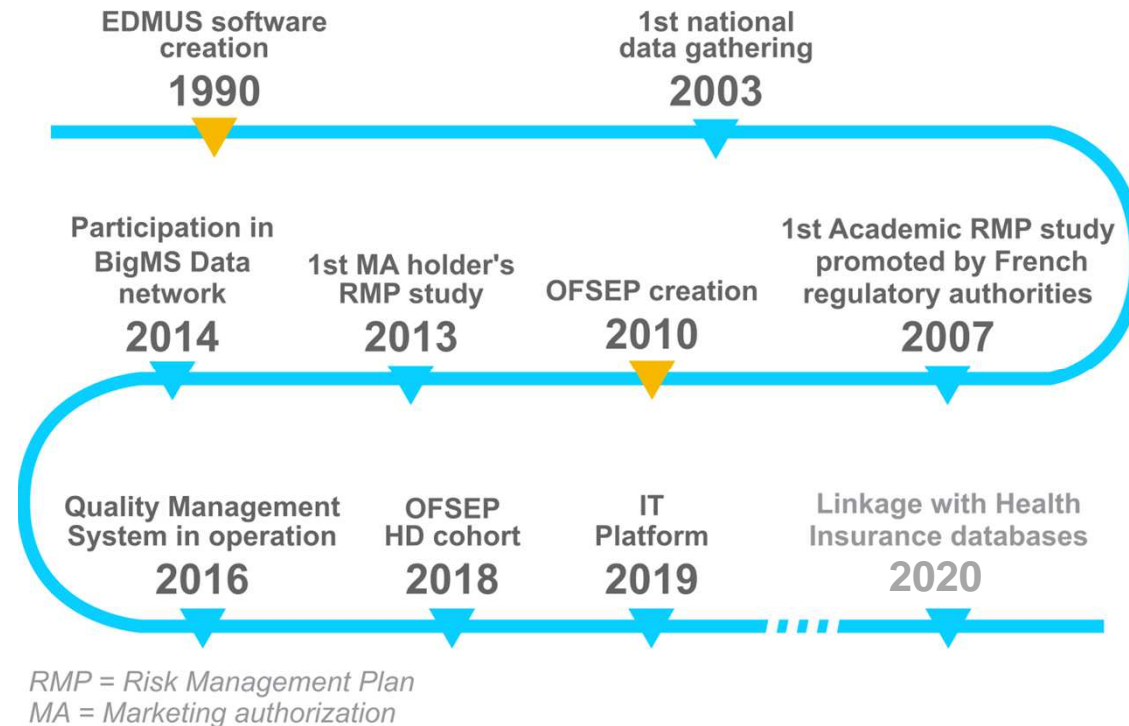 EDMUS software
creation
1990
1st national
data gathering
2003
Participation in
BigMS Data
network
2014
1st MA holder's
RMP study
2013
OFSEP creation
2010
1st Academic RMP study
promoted by French
regulatory authorities
2007
Quality Management
System in operation
2016
OFSEP
HD cohort
2018
IT
Platform
2019
Linkage with Health
Insurance databases
2020
RMP = Risk Management Plan
MA = Marketing authorization